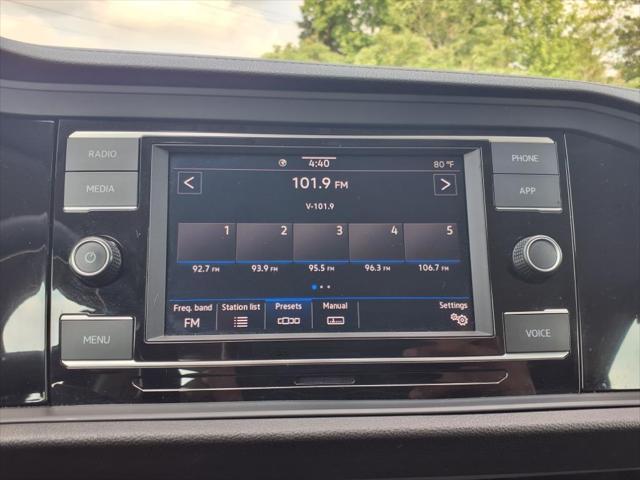 RADIO
MEDIA
MENU
4:40
80 °F
< 101.9 FM >
V-101.9
1 2 3 4 5
92.7 FM 93.9 FM 95.5 FM 96.3 FM 106.7 FM
Freq. band Station list Presets Manual Settings
FM
PHONE
APP
VOICE